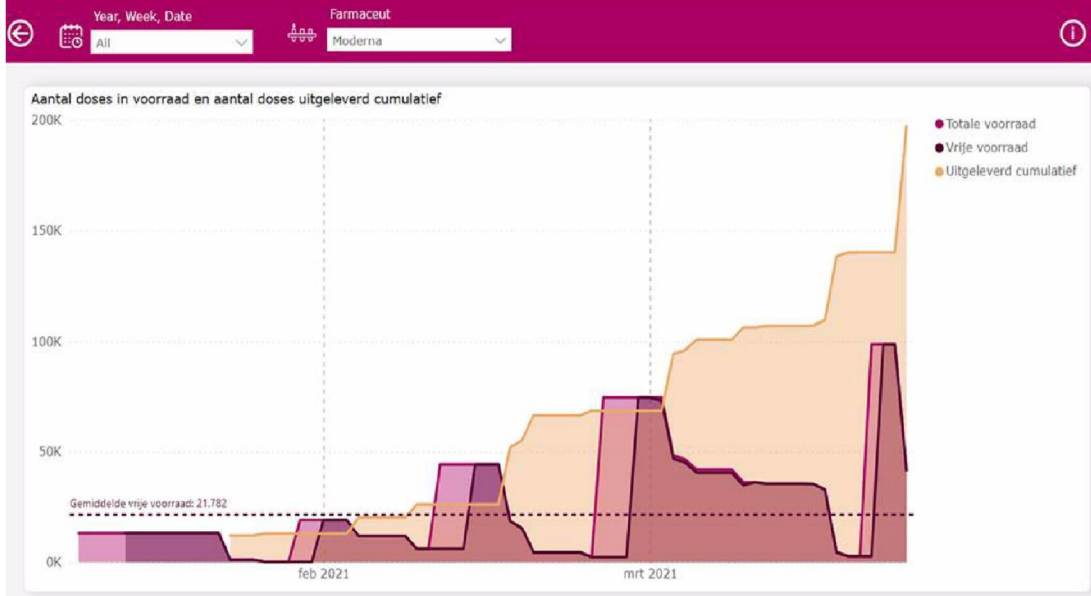 Year, Week, Date
All
Farmaceut
Moderna
Aantal doses in voorraad en aantal doses uitgeleverd cumulatief
200K
150K
100K
50K
0K
Gemiddelde vrije voorraad: 21.782
feb 2021
mrt 2021
Totale voorraad
Vrije voorraad
Uitgeleverd cumulatief